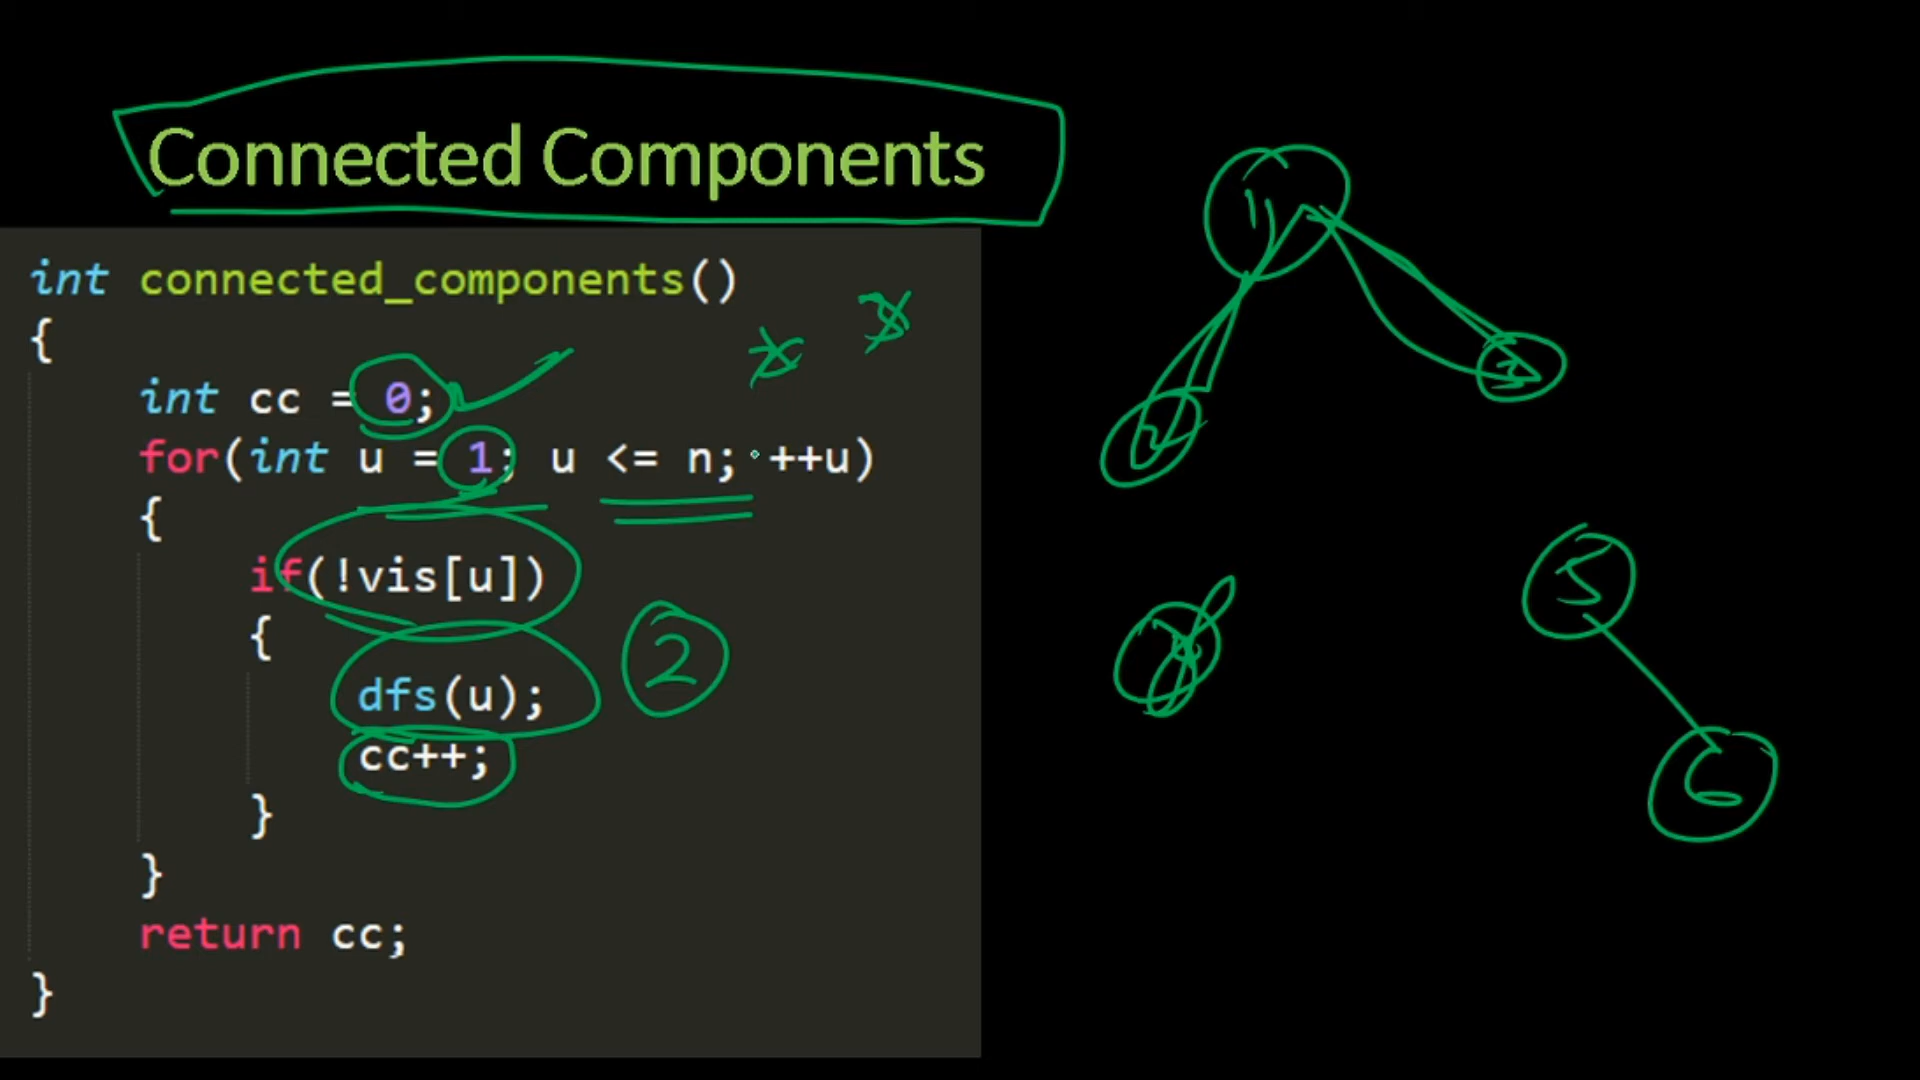 Connected Components
int connected_components()
{
int cc = 0;
for(int u = 1; u <= n; ++u)
{
if(!vis[u])
{
dfs(u);
cc++;
}
}
return cc;
}
2
1
5
6